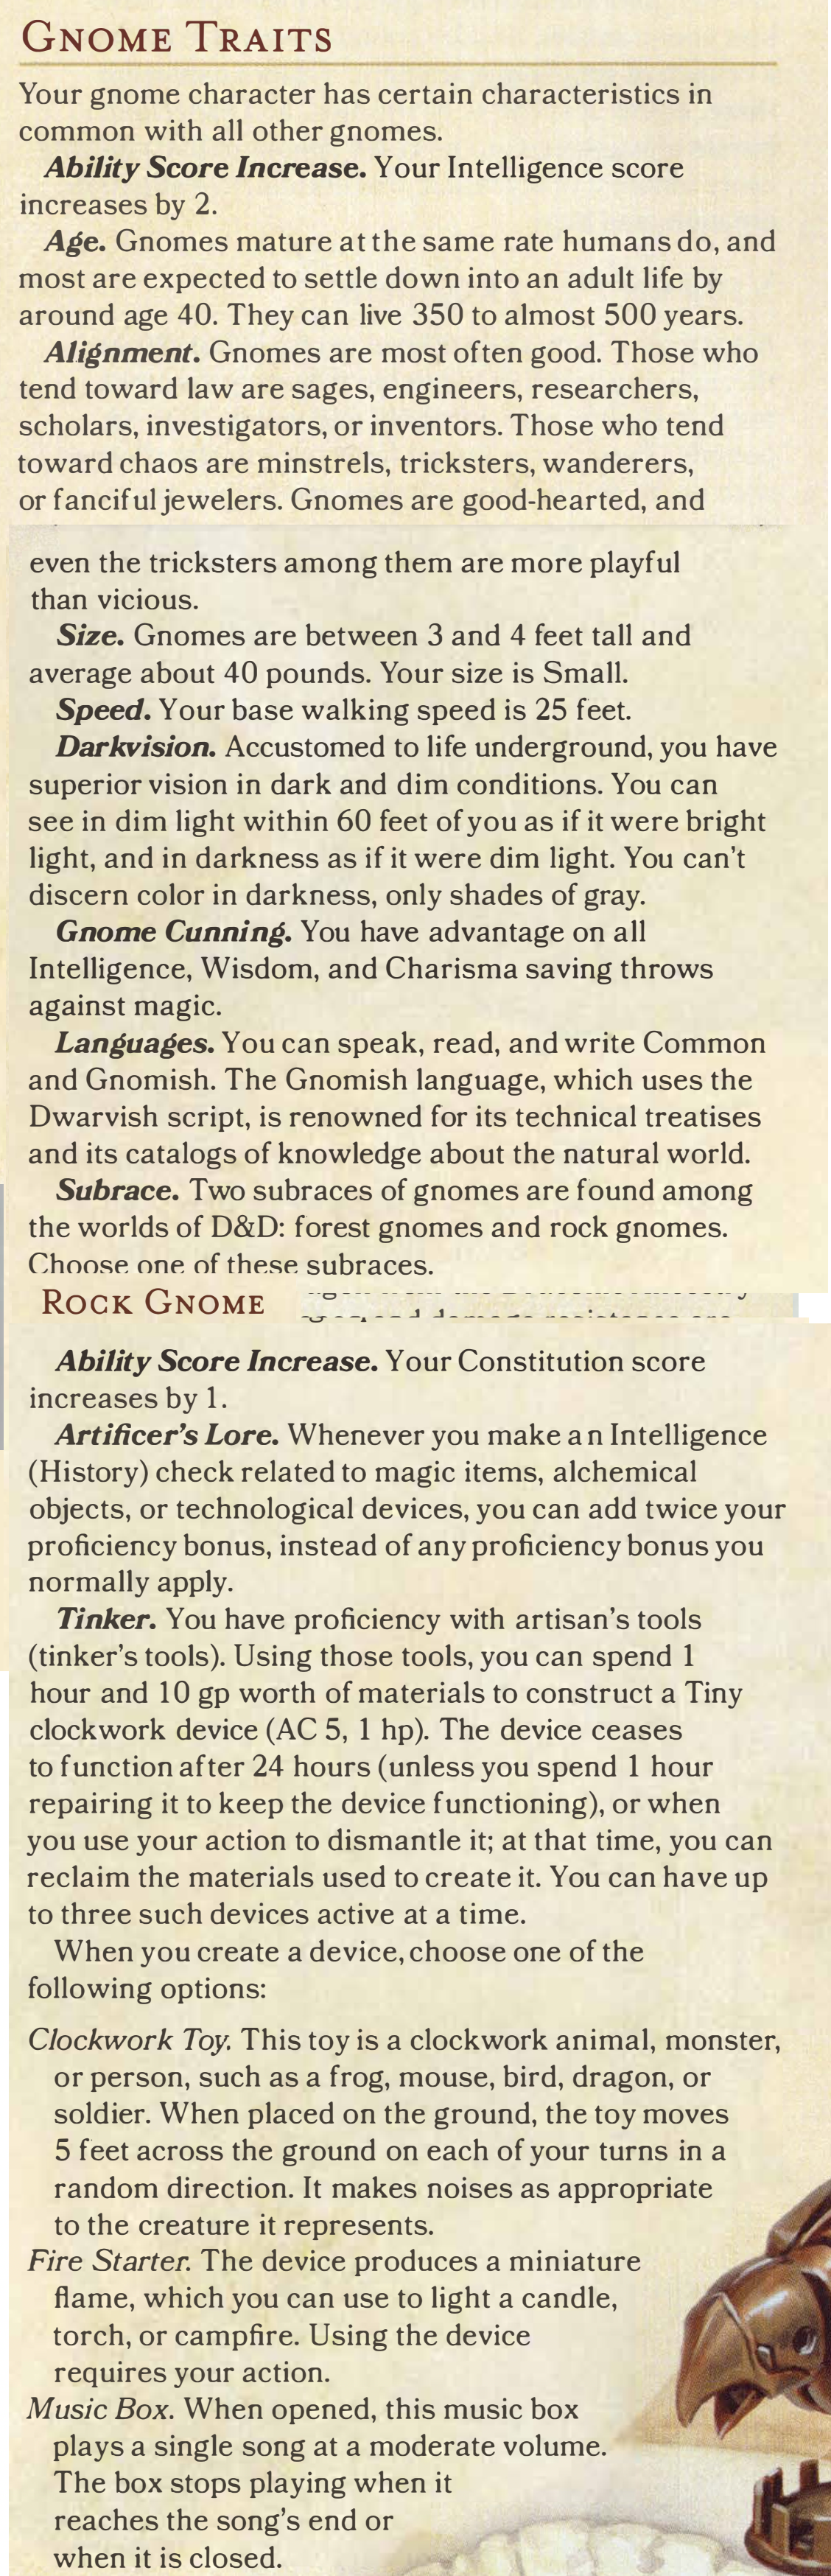 GNOME TRAITS
Your gnome character has certain characteristics in
common with all other gnomes.
Ability Score Increase. Your Intelligence score
increases by 2.
Age. Gnomes mature at the same rate humans do, and
most are expected to settle down into an adult life by
around age 40. They can live 350 to almost 500 years.
Alignment. Gnomes are most often good. Those who
tend toward law are sages, engineers, researchers,
scholars, investigators, or inventors. Those who tend
toward chaos are minstrels, tricksters, wanderers,
or fanciful jewelers. Gnomes are good-hearted, and
even the tricksters among them are more playful
than vicious.
Size. Gnomes are between 3 and 4 feet tall and
average about 40 pounds. Your size is Small.
Speed. Your base walking speed is 25 feet.
Darkvision. Accustomed to life underground, you have
superior vision in dark and dim conditions. You can
see in dim light within 60 feet of you as if it were bright
light, and in darkness as if it were dim light. You can't
discern color in darkness, only shades of gray.
Gnome Cunning. You have advantage on all
Intelligence, Wisdom, and Charisma saving throws
against magic.
Languages. You can speak, read, and write Common
and Gnomish. The Gnomish language, which uses the
Dwarvish script, is renowned for its technical treatises
and its catalogs of knowledge about the natural world.
Subrace. Two subraces of gnomes are found among
the worlds of D&D: forest gnomes and rock gnomes.
Choose one of these subraces.
ROCK GNOME
Ability Score Increase. Your Constitution score
increases by 1.
Artificer's Lore. Whenever you make an Intelligence
(History) check related to magic items, alchemical
objects, or technological devices, you can add twice your
proficiency bonus, instead of any proficiency bonus you
normally apply.
Tinker. You have proficiency with artisan's tools
(tinker's tools). Using those tools, you can spend 1
hour and 10 gp worth of materials to construct a Tiny
clockwork device (AC 5, 1 hp). The device ceases
to function after 24 hours (unless you spend 1 hour
repairing it to keep the device functioning), or when
you use your action to dismantle it; at that time, you can
reclaim the materials used to create it. You can have up
to three such devices active at a time.
When you create a device, choose one of the
following options:
Clockwork Toy. This toy is a clockwork animal, monster,
or person, such as a frog, mouse, bird, dragon, or
soldier. When placed on the ground, the toy moves
5 feet across the ground on each of your turns in a
random direction. It makes noises as appropriate
to the creature it represents.
Fire Starter. The device produces a miniature
flame, which you can use to light a candle,
torch, or campfire. Using the device
requires your action.
Music Box. When opened, this music box
plays a single song at a moderate volume.
The box stops playing when it
reaches the song's end or
when it is closed.